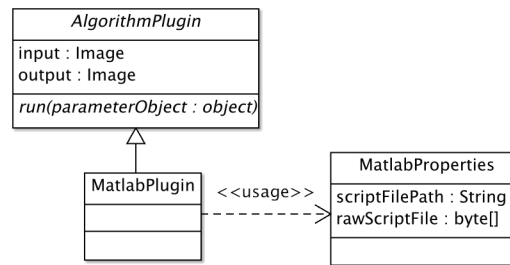 AlgorithmPlugin
input : Image
output : Image
run(parameterObject : object)
MatlabPlugin
<<usage>>
MatlabProperties
scriptFilePath : String
rawScriptFile : byte[]